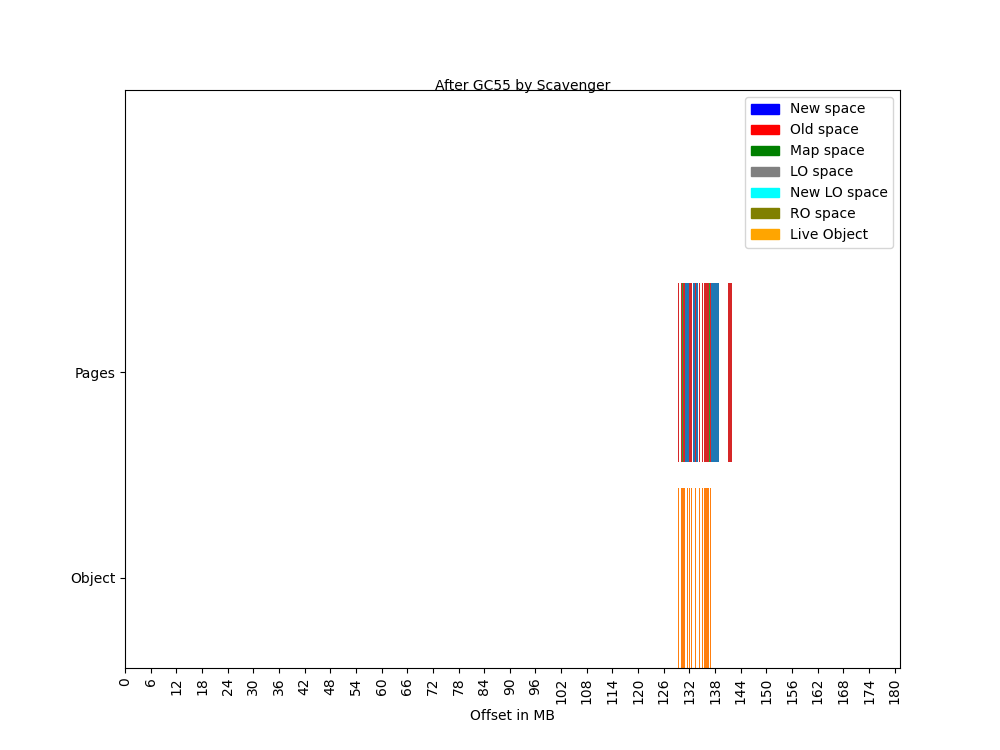 After GC55 by Scavenger
New space
Old space
Map space
LO space
New LO space
RO space
Live Object
Pages
Object
0 6 12 18 24 30 36 42 48 54 60 66 72 78 84 90 96 102 108 114 120 126 132 138 144 150 156 162 168 174 180
Offset in MB